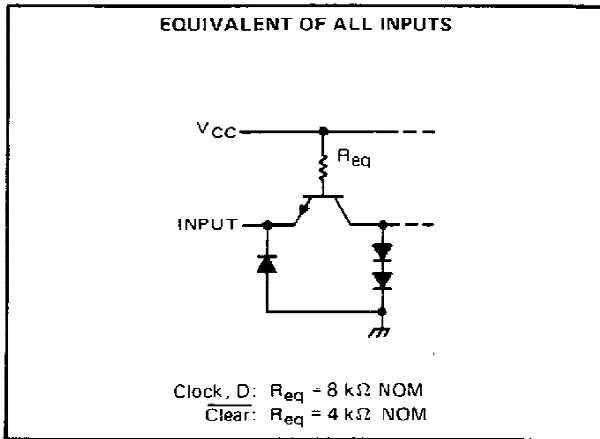 EQUIVALENT OF ALL INPUTS
VCC
Req
INPUT
Clock, D: Req = 8 kΩ NOM
Clear: Req = 4 kΩ NOM